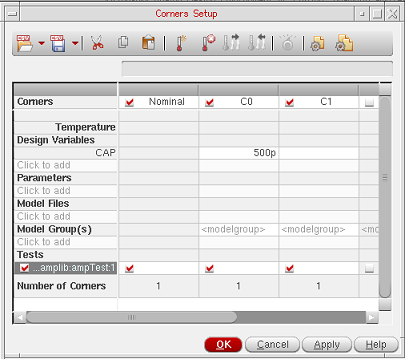 Corners Setup
Corners Nominal C0 C1
Temperature
Design Variables
CAP 500p
Click to add
Parameters
Click to add
Model Files
Click to add
Model Group(s) <modelgroup> <modelgroup> <mode
Click to add
Tests
...amplib:ampTest:1
Number of Corners 1 1 1
OK Cancel Apply Help